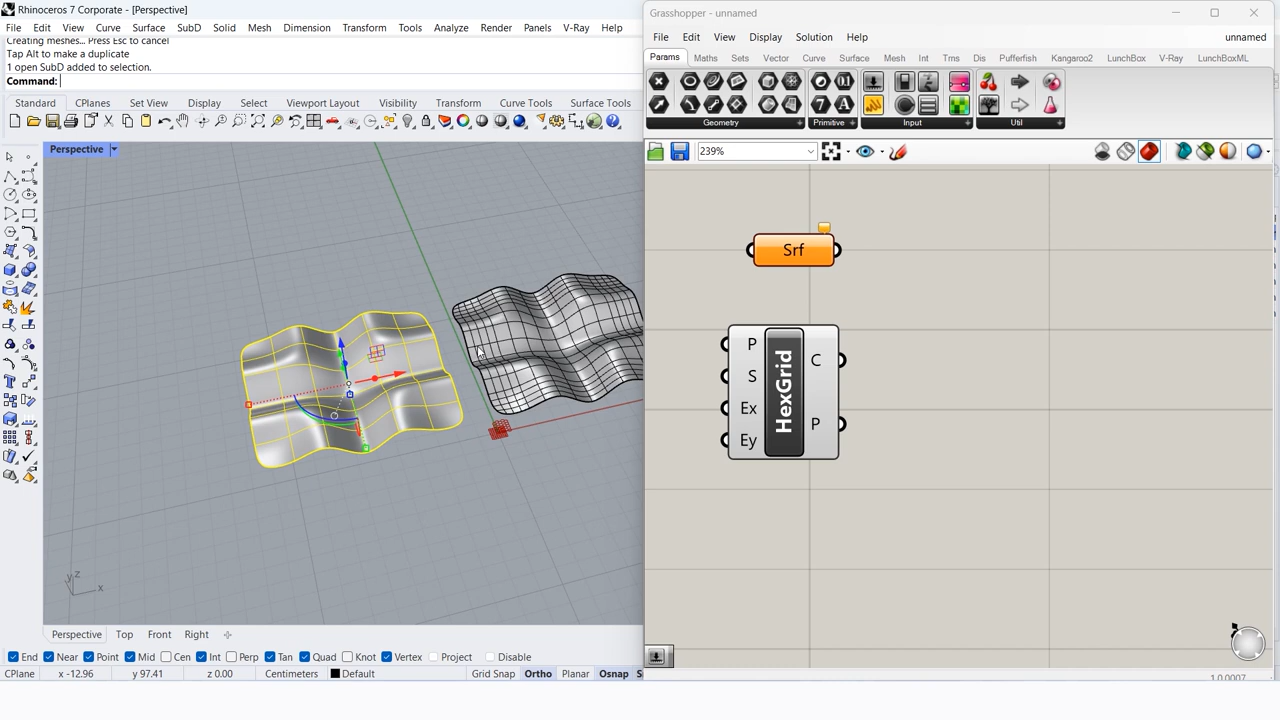 Rhinoceros 7 Corporate - [Perspective]
File Edit View Curve Surface SubD Solid Mesh Dimension Transform Tools Analyze Render Panels V-Ray Help
Creating meshes... Press Esc to cancel
Tap Alt to make a duplicate
1 open SubD added to selection.
Command:
Standard CPlanes Set View Display Select Viewport Layout Visibility Transform Curve Tools Surface Tools
Perspective
z
y
x
Perspective Top Front Right
End Near Point Mid Cen Int Perp Tan Quad Knot Vertex Project Disable
CPlane x -12.96 y 97.41 z 0.00 Centimeters Default Grid Snap Ortho Planar Osnap
Grasshopper - unnamed
File Edit View Display Solution Help unnamed
Params Maths Sets Vector Curve Surface Mesh Int Trns Dis Pufferfish Kangaroo2 LunchBox V-Ray LunchBoxML
Geometry Primitive Input Util
239%
Srf
P
S
Ex
Ey
HexGrid
C
P
1.0.0007